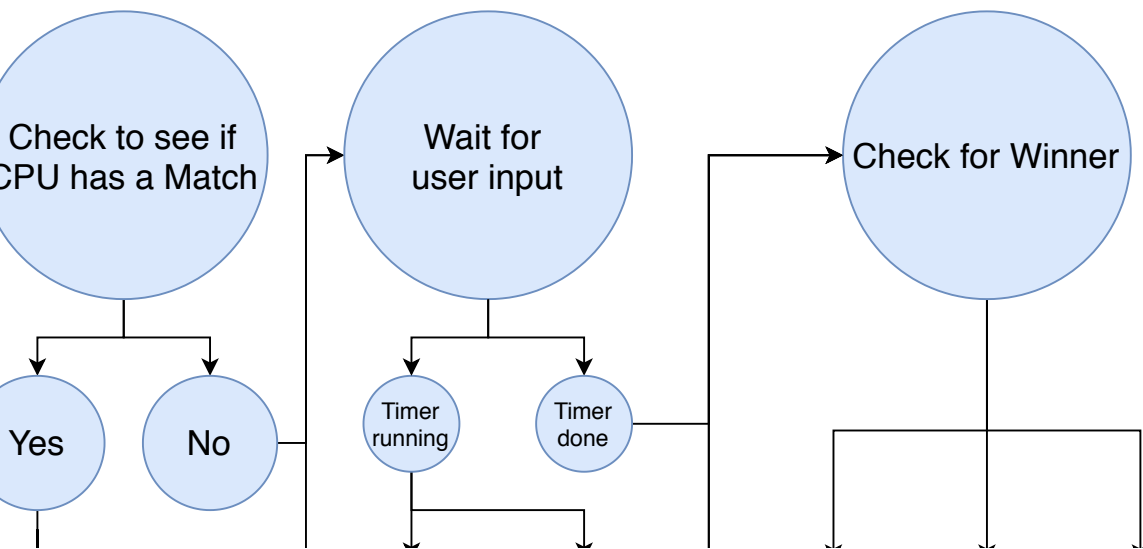 Check to see if
CPU has a Match
Wait for
user input
Check for Winner
Yes
No
Timer
running
Timer
done